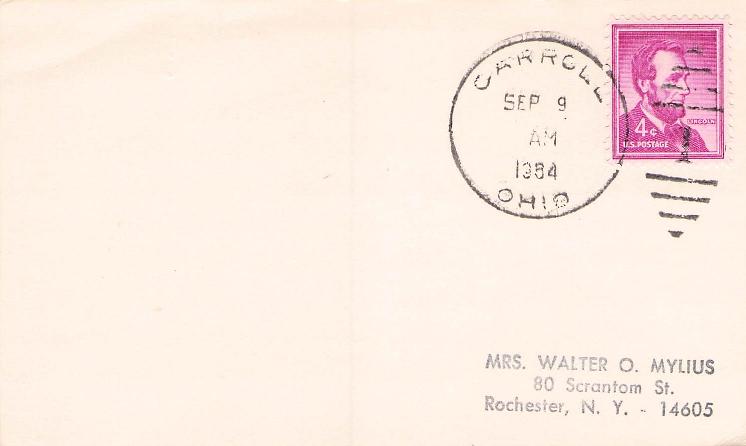 CARROLL
SEP 9
AM
1964
OHIO
LINCOLN
4¢
U.S. POSTAGE
MRS. WALTER O. MYLIUS
80 Scrantom St.
Rochester, N. Y. - 14605